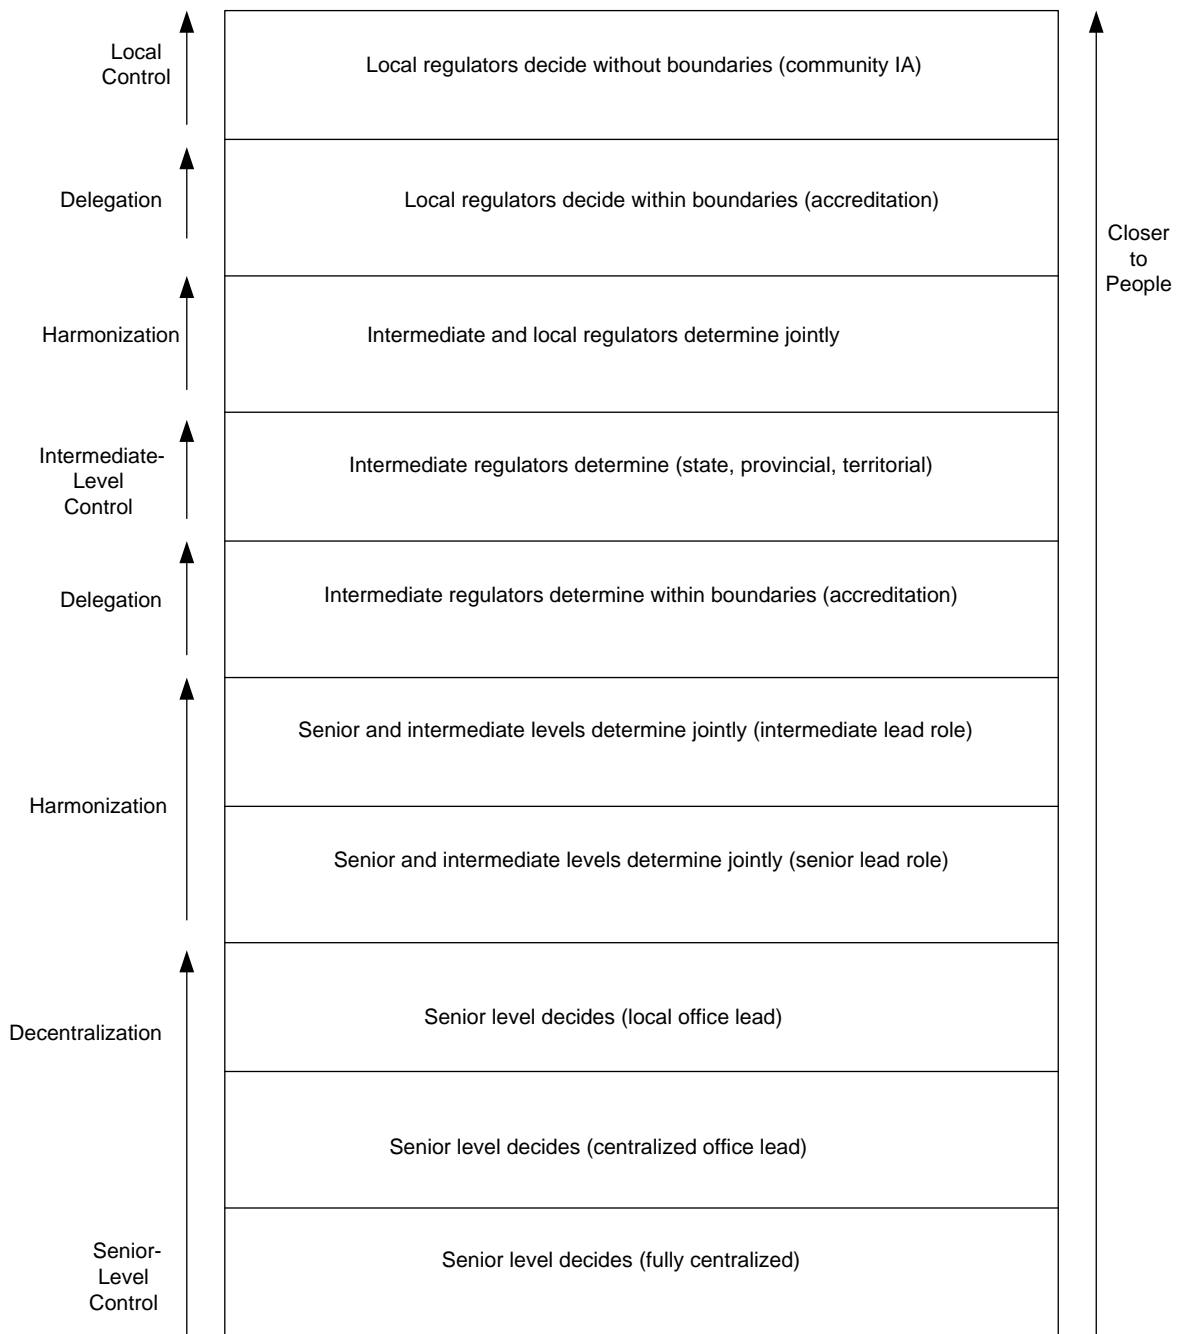 Local
Control
Local regulators decide without boundaries (community IA)
Delegation
Local regulators decide within boundaries (accreditation)
Closer
to
People
Harmonization
Intermediate and local regulators determine jointly
Intermediate-
Level
Control
Intermediate regulators determine (state, provincial, territorial)
Delegation
Intermediate regulators determine within boundaries (accreditation)
Senior and intermediate levels determine jointly (intermediate lead role)
Harmonization
Senior and intermediate levels determine jointly (senior lead role)
Decentralization
Senior level decides (local office lead)
Senior level decides (centralized office lead)
Senior-
Level
Control
Senior level decides (fully centralized)